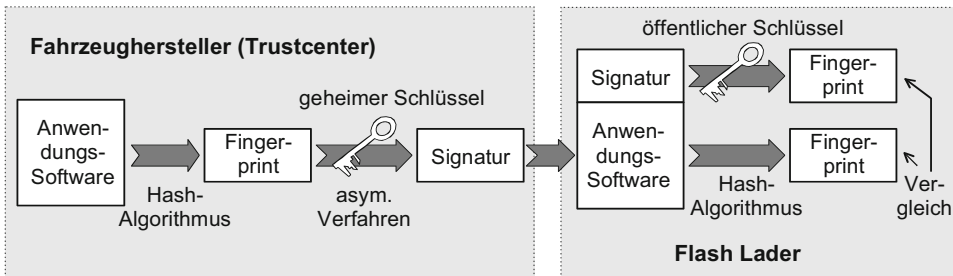 Fahrzeughersteller (Trustcenter)
geheimer Schlüssel
Anwen-
dungs-
Software
Finger-
print
Signatur
Hash-
Algorithmus
asym.
Verfahren
öffentlicher Schlüssel
Signatur
Finger-
print
Anwen-
dungs-
Software
Finger-
print
Hash-
Algorithmus
Ver-
gleich
Flash Lader